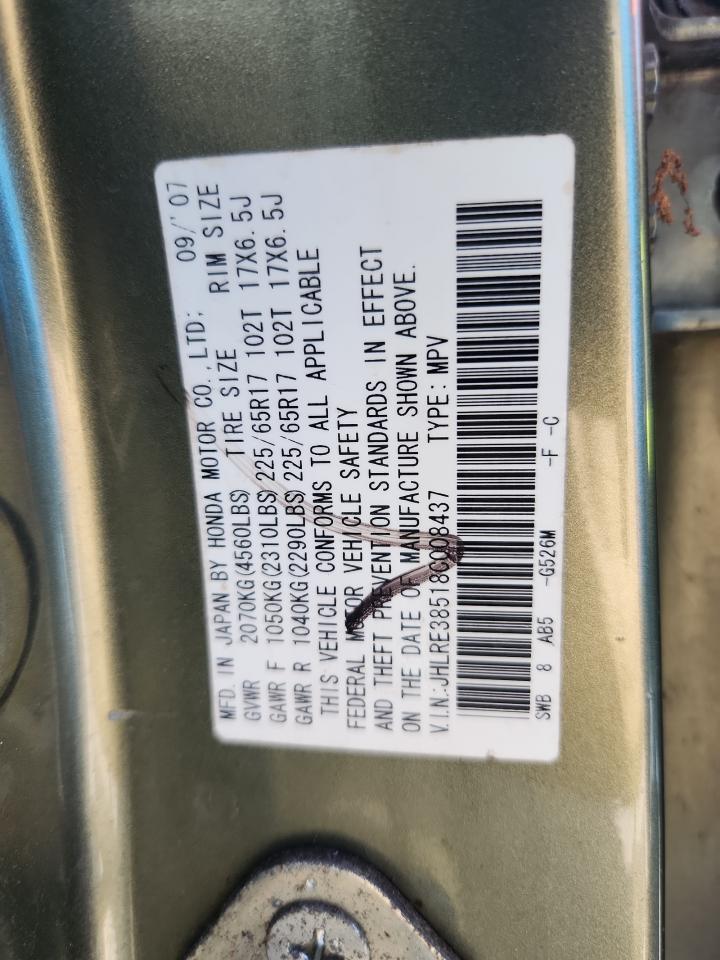 MFD. IN JAPAN BY HONDA MOTOR CO., LTD; 09/'07
GVWR 2070KG(4560LBS) TIRE SIZE RIM SIZE
GAWR F 1050KG(2310LBS) 225/65R17 102T 17X6.5J
GAWR R 1040KG(2290LBS) 225/65R17 102T 17X6.5J
THIS VEHICLE CONFORMS TO ALL APPLICABLE
FEDERAL MOTOR VEHICLE SAFETY
AND THEFT PREVENTION STANDARDS IN EFFECT
ON THE DATE OF MANUFACTURE SHOWN ABOVE.
V.I.N.:JHLRE38518C008437 TYPE: MPV
SWB 8 AB5 -G526M -F -C